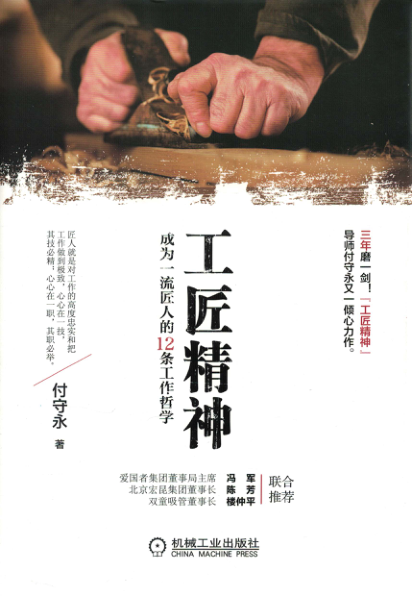 三年磨一剑！「工匠精神」
导师付守永又一倾心力作。
工匠精神
成为一流匠人的12条工作哲学
匠人就是对工作的高度忠实和把
工作做到极致，心心在一技，
其技必精；心心在一职，其职必举。
付守永 著
爱国者集团董事局主席 冯 军
北京宏昆集团董事长 陈 芳
双童吸管董事长 楼仲平
联合
推荐
机械工业出版社
CHINA MACHINE PRESS